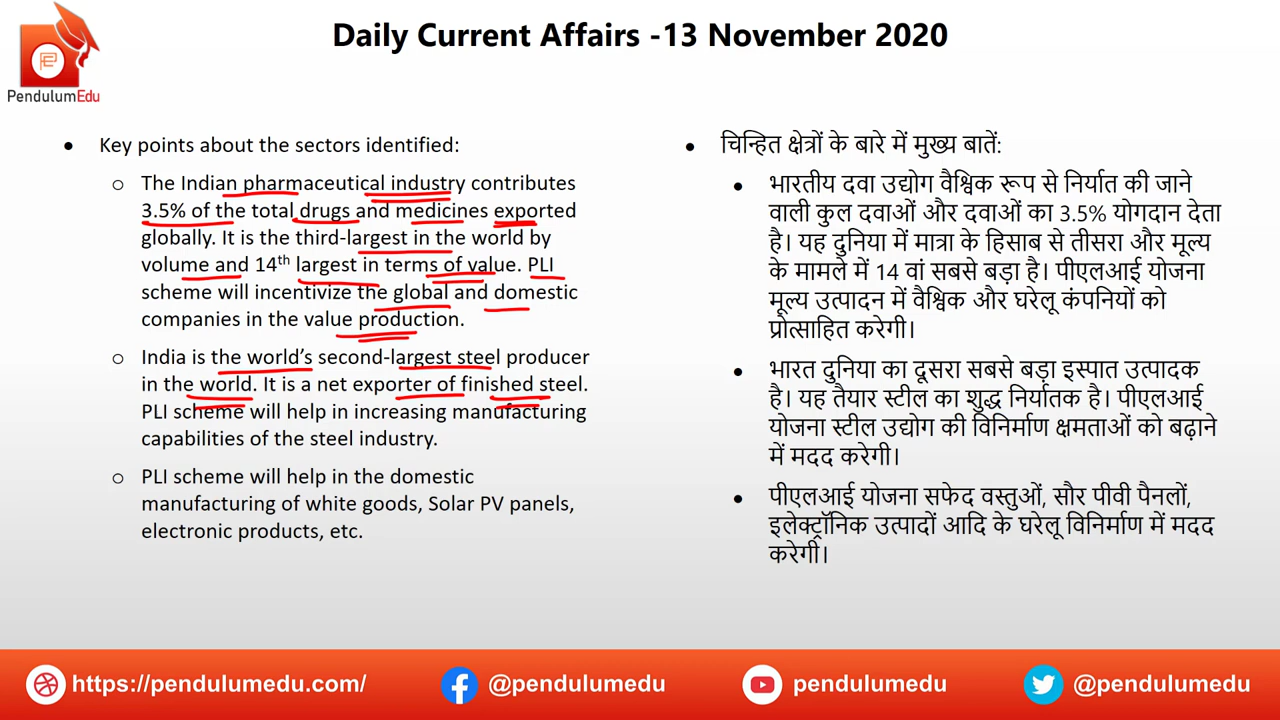 Daily Current Affairs -13 November 2020
PendulumEdu
• Key points about the sectors identified:
o The Indian pharmaceutical industry contributes
3.5% of the total drugs and medicines exported
globally. It is the third-largest in the world by
volume and 14th largest in terms of value. PLI
scheme will incentivize the global and domestic
companies in the value production.
o India is the world's second-largest steel producer
in the world. It is a net exporter of finished steel.
PLI scheme will help in increasing manufacturing
capabilities of the steel industry.
o PLI scheme will help in the domestic
manufacturing of white goods, Solar PV panels,
electronic products, etc.
• चिन्हित क्षेत्रों के बारे में मुख्य बातें:
• भारतीय दवा उद्योग वैश्विक रूप से निर्यात की जाने
वाली कुल दवाओं और दवाओं का 3.5% योगदान देता
है। यह दुनिया में मात्रा के हिसाब से तीसरा और मूल्य
के मामले में 14 वां सबसे बड़ा है। पीएलआई योजना
मूल्य उत्पादन में वैश्विक और घरेलू कंपनियों को
प्रोत्साहित करेगी।
• भारत दुनिया का दूसरा सबसे बड़ा इस्पात उत्पादक
है। यह तैयार स्टील का शुद्ध निर्यातक है। पीएलआई
योजना स्टील उद्योग की विनिर्माण क्षमताओं को बढ़ाने
में मदद करेगी।
• पीएलआई योजना सफेद वस्तुओं, सौर पीवी पैनलों,
इलेक्ट्रॉनिक उत्पादों आदि के घरेलू विनिर्माण में मदद
करेगी।
https://pendulumedu.com/ @pendulumedu pendulumedu @pendulumedu